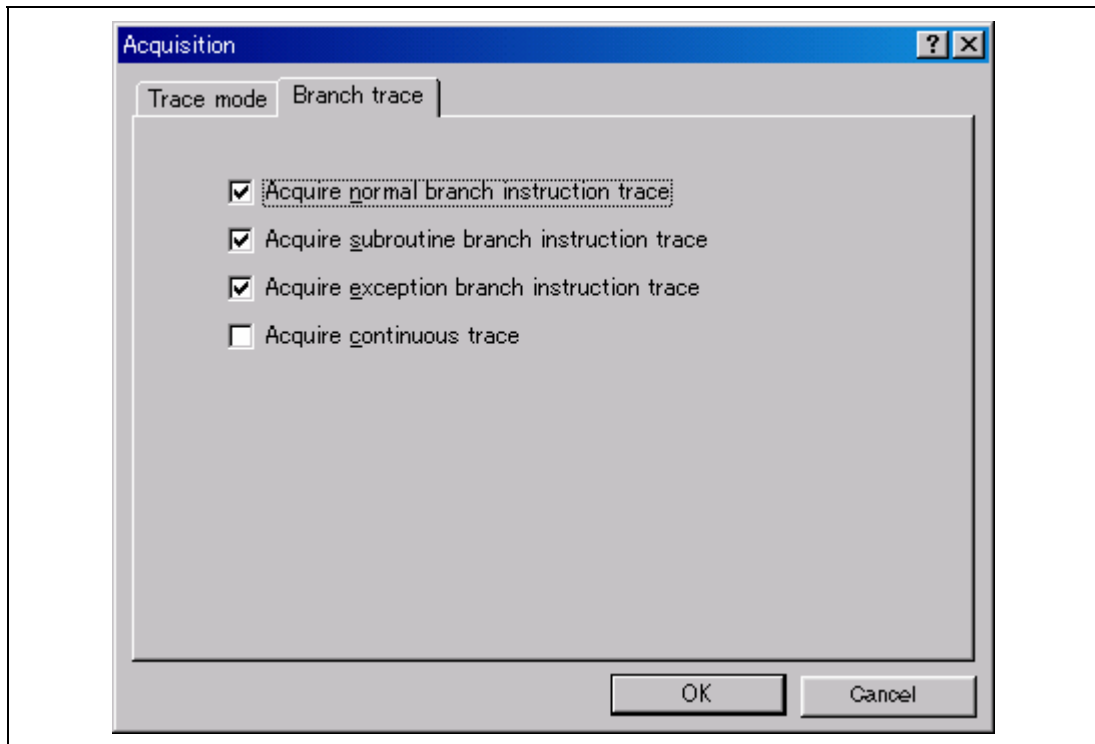 Acquisition
Trace mode Branch trace
Acquire normal branch instruction trace
Acquire subroutine branch instruction trace
Acquire exception branch instruction trace
Acquire continuous trace
OK Cancel